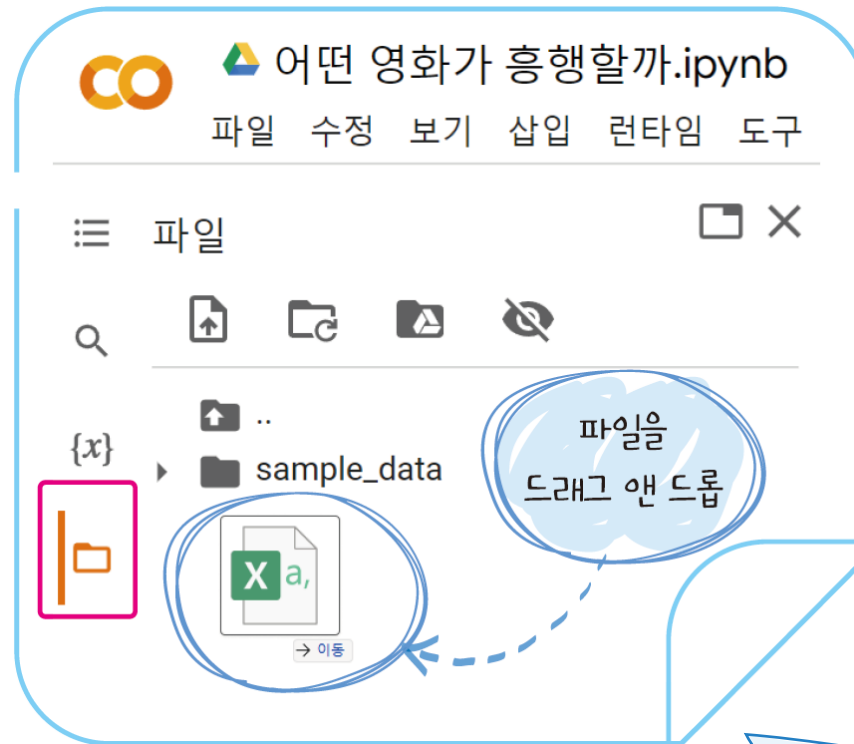 CO 어떤 영화가 흥행할까.ipynb
파일 수정 보기 삽입 런타임 도구
파일
{x}
..
sample_data
파일을
드래그 앤 드롭
X a,
→ 이동